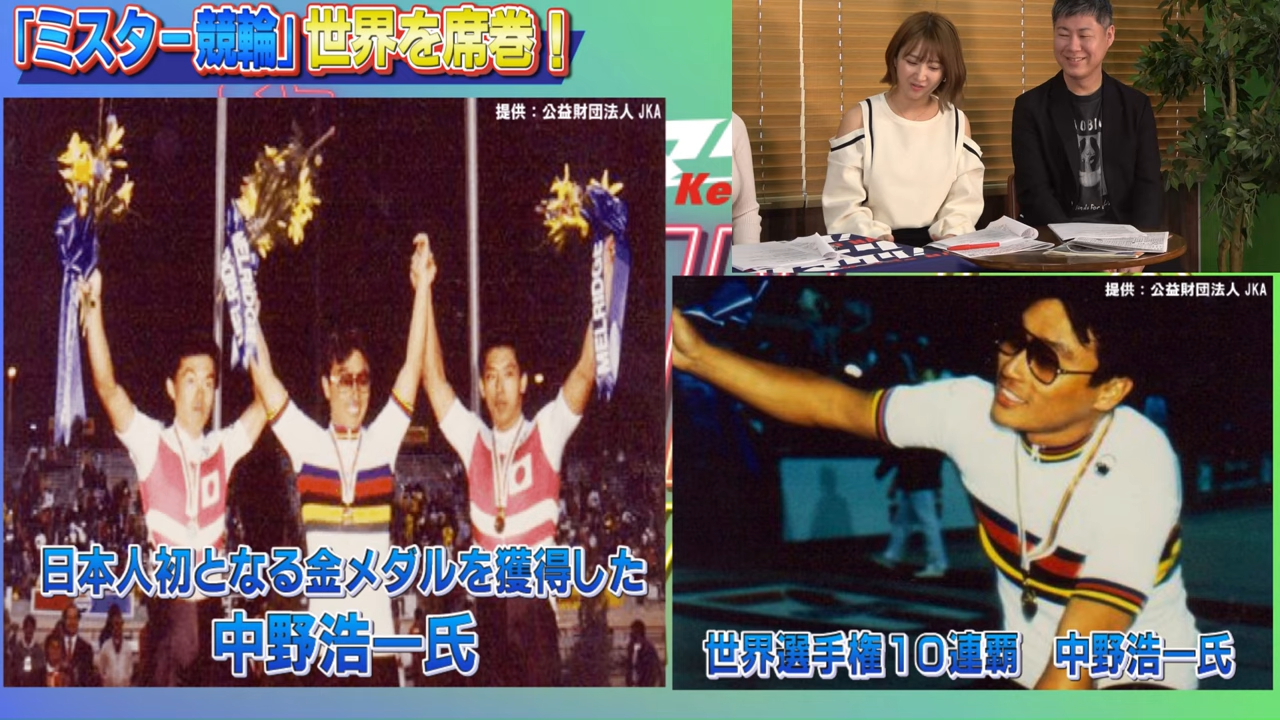 「ミスター競輪」世界を席巻！
提供：公益財団法人 JKA
Ke
MELRIDGE
日本人初となる金メダルを獲得した
中野浩一氏
提供：公益財団法人 JKA
世界選手権10連覇　中野浩一氏